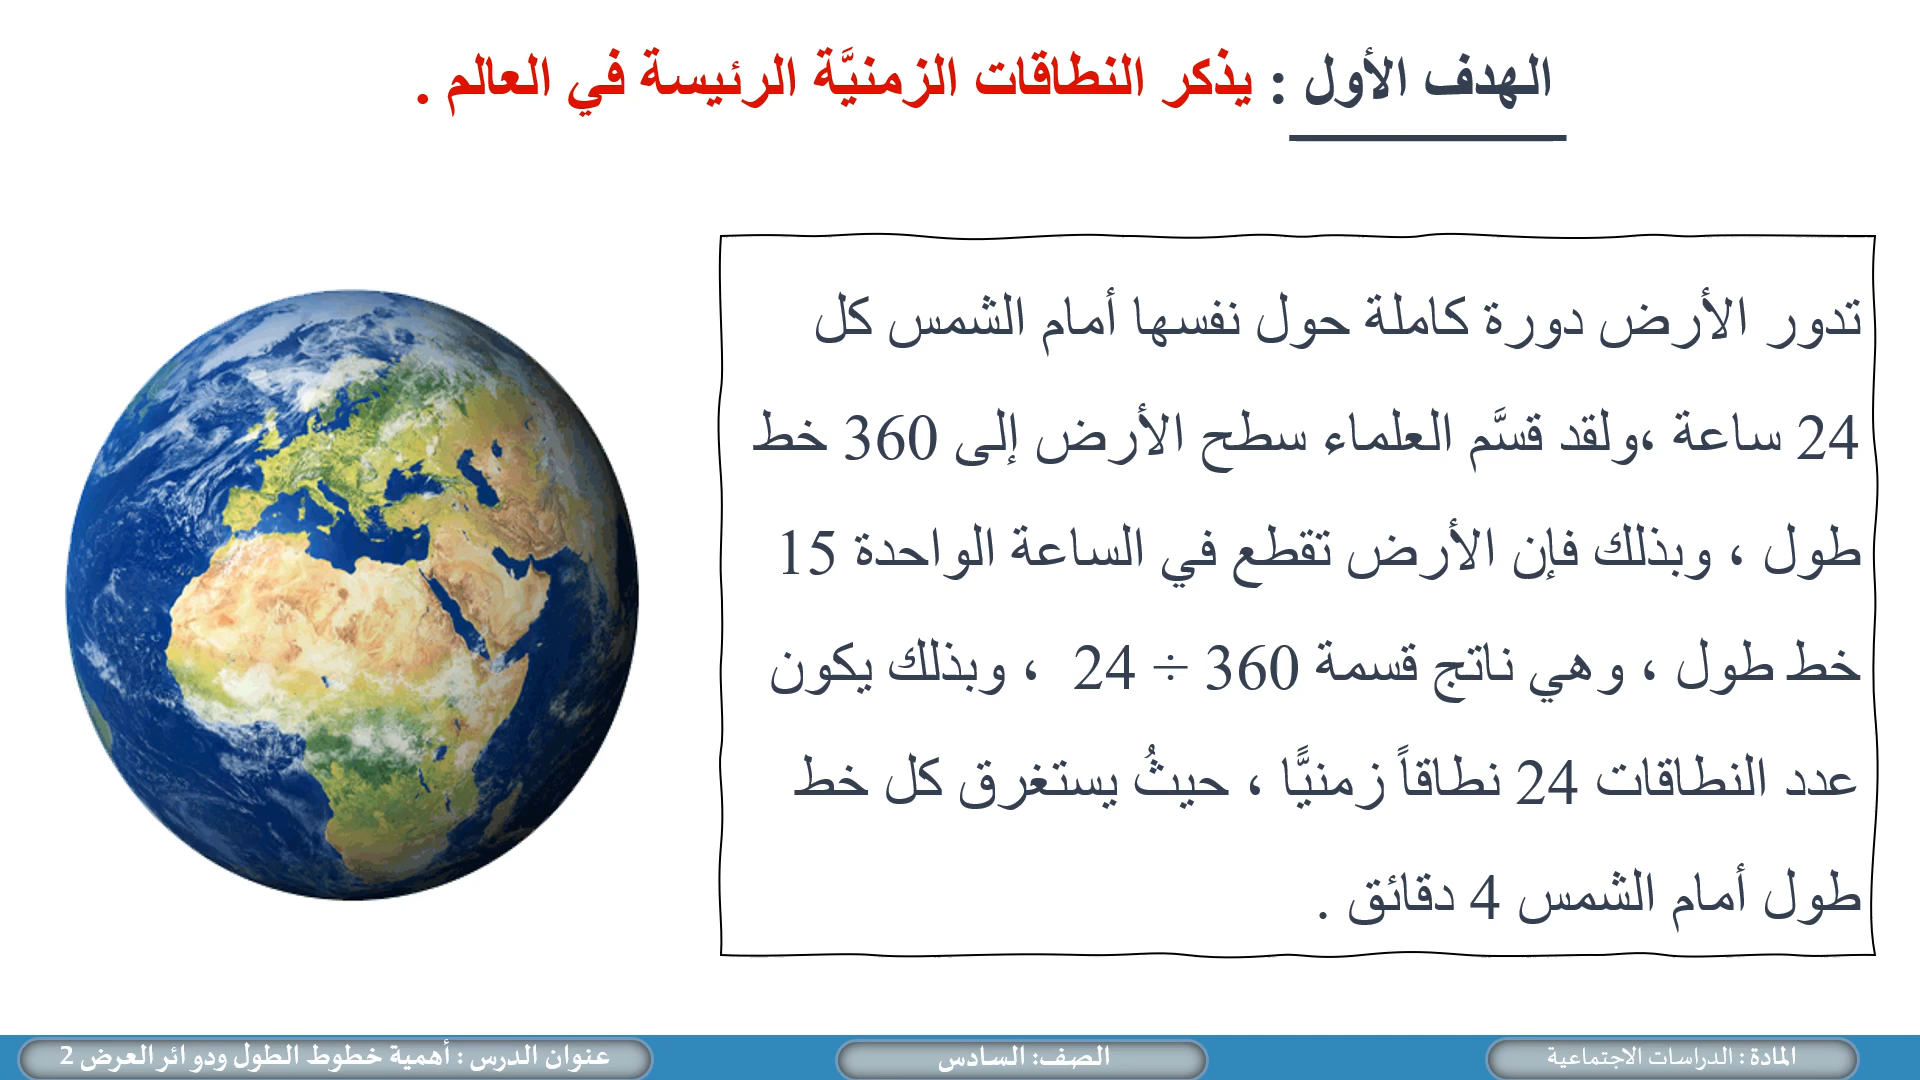 الهدف الأول : يذكر النطاقات الزمنيَّة الرئيسة في العالم .
تدور الأرض دورة كاملة حول نفسها أمام الشمس كل
24 ساعة ،ولقد قسَّم العلماء سطح الأرض إلى 360 خط
طول ، وبذلك فإن الأرض تقطع في الساعة الواحدة 15
خط طول ، وهي ناتج قسمة 360 ÷ 24 ، وبذلك يكون
عدد النطاقات 24 نطاقاً زمنيًّا ، حيثُ يستغرق كل خط
طول أمام الشمس 4 دقائق .
المادة : الدراسات الاجتماعية
الصف: السادس
عنوان الدرس : أهمية خطوط الطول ودوائر العرض 2